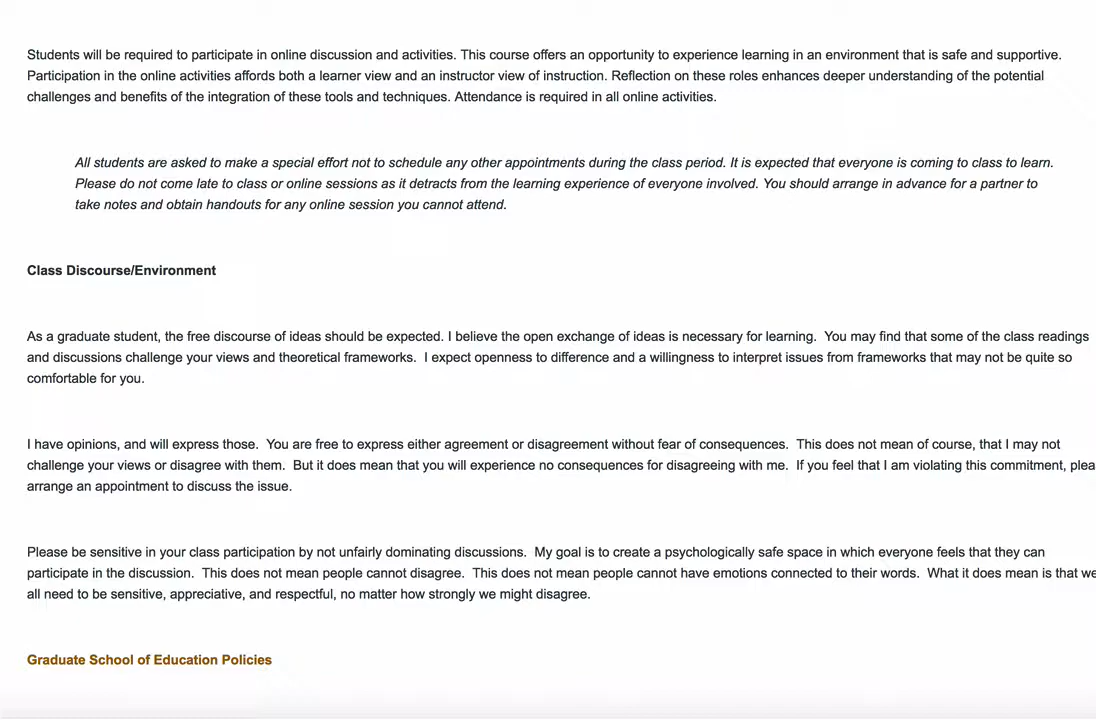 Students will be required to participate in online discussion and activities. This course offers an opportunity to experience learning in an environment that is safe and supportive.
Participation in the online activities affords both a learner view and an instructor view of instruction. Reflection on these roles enhances deeper understanding of the potential
challenges and benefits of the integration of these tools and techniques. Attendance is required in all online activities.
All students are asked to make a special effort not to schedule any other appointments during the class period. It is expected that everyone is coming to class to learn.
Please do not come late to class or online sessions as it detracts from the learning experience of everyone involved. You should arrange in advance for a partner to
take notes and obtain handouts for any online session you cannot attend.
Class Discourse/Environment
As a graduate student, the free discourse of ideas should be expected. I believe the open exchange of ideas is necessary for learning.  You may find that some of the class readings
and discussions challenge your views and theoretical frameworks.  I expect openness to difference and a willingness to interpret issues from frameworks that may not be quite so
comfortable for you.
I have opinions, and will express those.  You are free to express either agreement or disagreement without fear of consequences.  This does not mean of course, that I may not
challenge your views or disagree with them.  But it does mean that you will experience no consequences for disagreeing with me.  If you feel that I am violating this commitment, plea
arrange an appointment to discuss the issue.
Please be sensitive in your class participation by not unfairly dominating discussions.  My goal is to create a psychologically safe space in which everyone feels that they can
participate in the discussion.  This does not mean people cannot disagree.  This does not mean people cannot have emotions connected to their words.  What it does mean is that we
all need to be sensitive, appreciative, and respectful, no matter how strongly we might disagree.
Graduate School of Education Policies